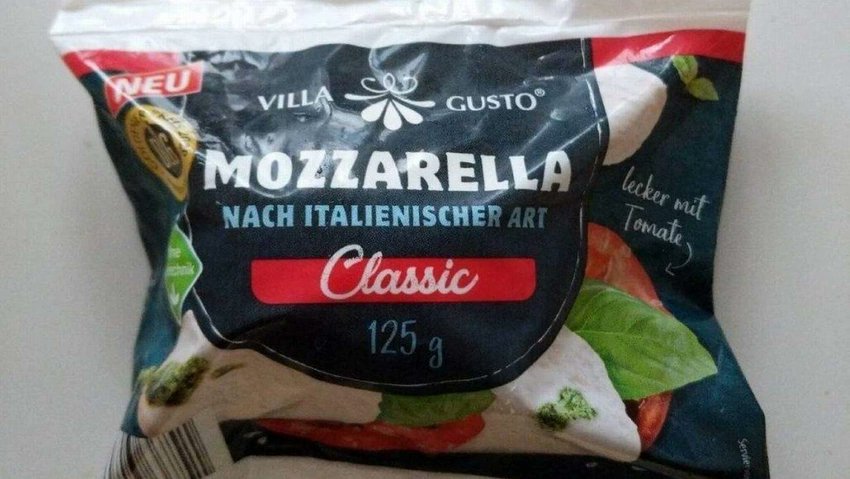 NEU
VILLA GUSTO®
MOZZARELLA
NACH ITALIENISCHER ART
Classic
125 g
lecker mit
Tomate